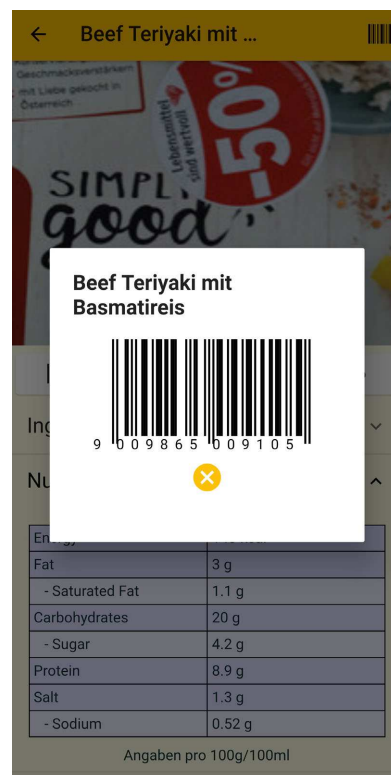 Beef Teriyaki mit ...
Geschmacksverstärkern
mit Liebe gekocht in
Österreich
Lebensmittel
sind wertvoll
-50%
SIMPLY
good
Beef Teriyaki mit
Basmatireis
9 009865 009105
Ing
Nu
Fat 3 g
- Saturated Fat 1.1 g
Carbohydrates 20 g
- Sugar 4.2 g
Protein 8.9 g
Salt 1.3 g
- Sodium 0.52 g
Angaben pro 100g/100ml